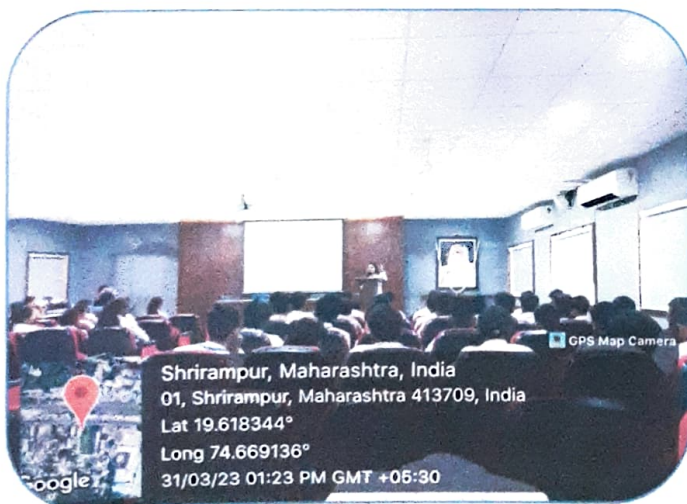 GPS Map Camera
Shrirampur, Maharashtra, India
01, Shrirampur, Maharashtra 413709, India
Lat 19.618344°
Long 74.669136°
31/03/23 01:23 PM GMT +05:30
Google